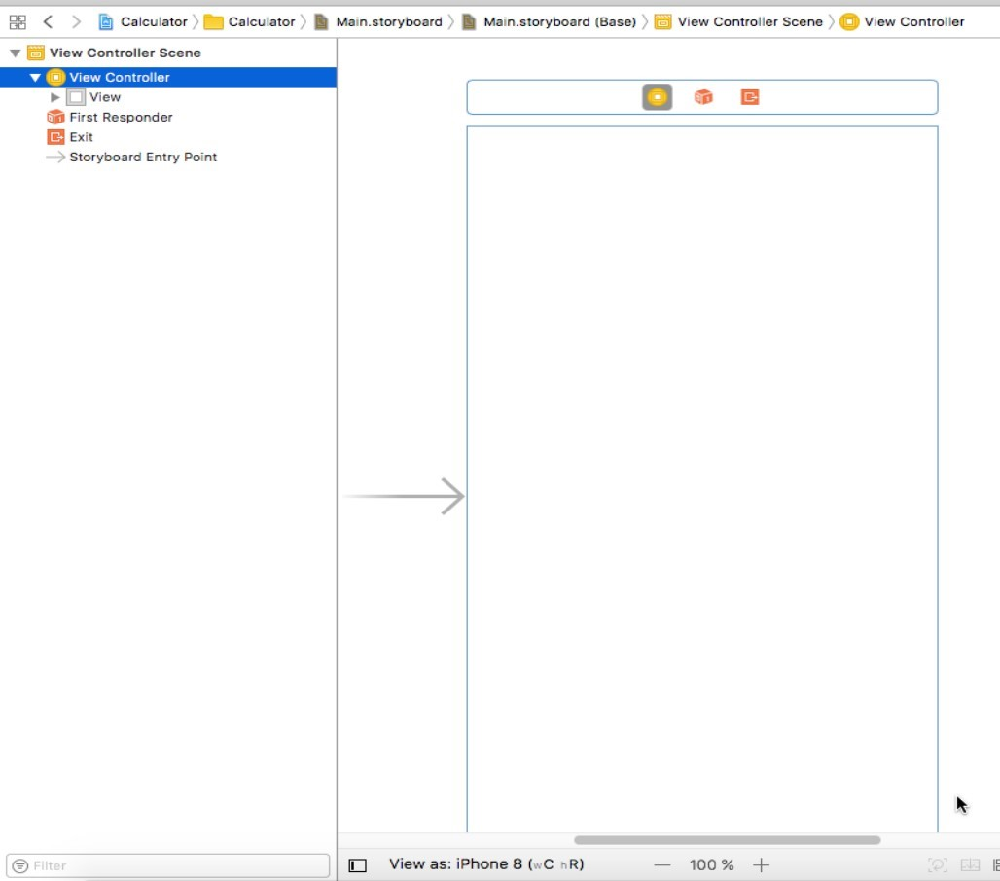 Calculator Calculator Main.storyboard Main.storyboard (Base) View Controller Scene View Controller
View Controller Scene
View Controller
View
First Responder
Exit
Storyboard Entry Point
Filter
View as: iPhone 8 (wC hR)
100 %